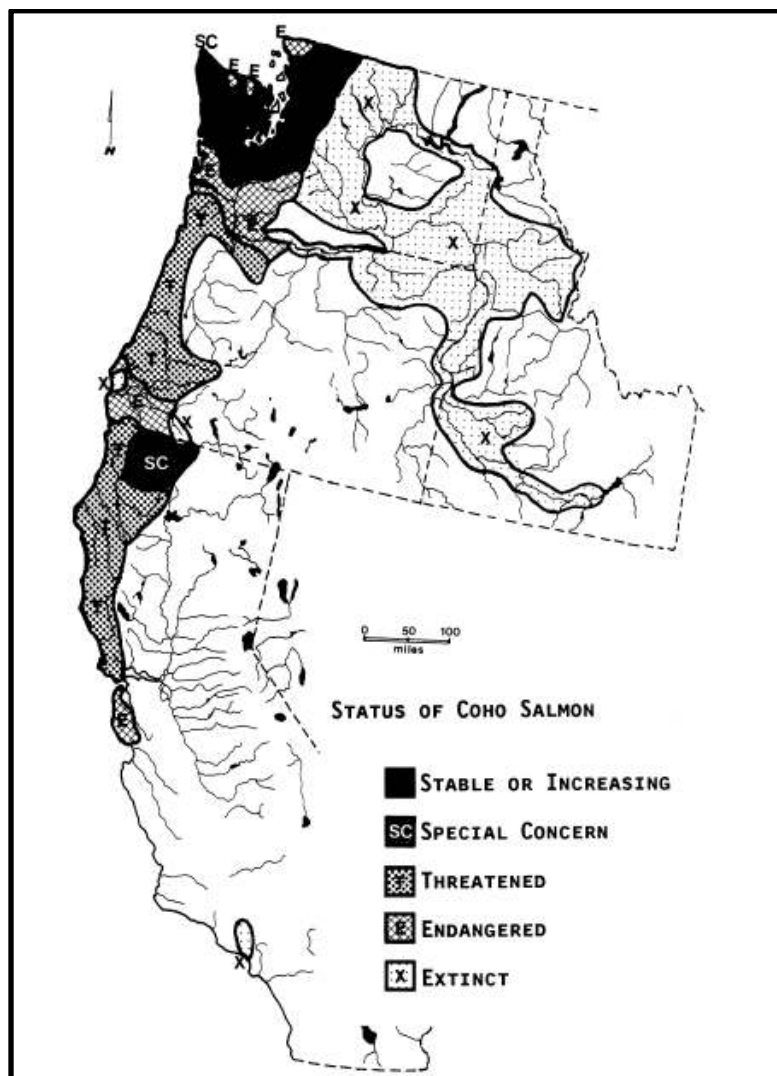 SC
E
E
E
X
N
E
T
E
X
X
T
T
X
E
X
T
SC
X
T
T
0 50 100
miles
E
STATUS OF COHO SALMON
STABLE OR INCREASING
SC SPECIAL CONCERN
T THREATENED
E ENDANGERED
X EXTINCT
X